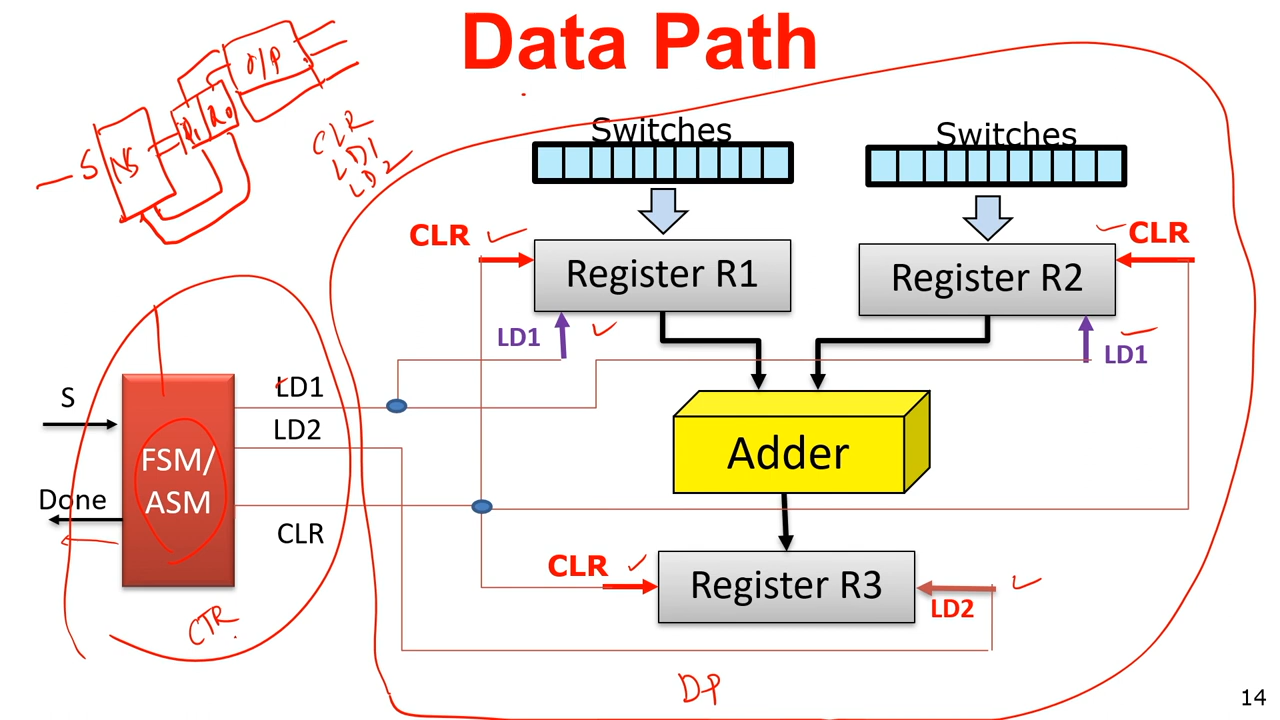 Data Path
O/P
S
NS
CLR
LD1
LD2
Switches
Switches
CLR
CLR
Register R1
Register R2
LD1
LD1
S
LD1
LD2
FSM/
ASM
Adder
Done
CLR
CLR
Register R3
LD2
CTR
DP
14